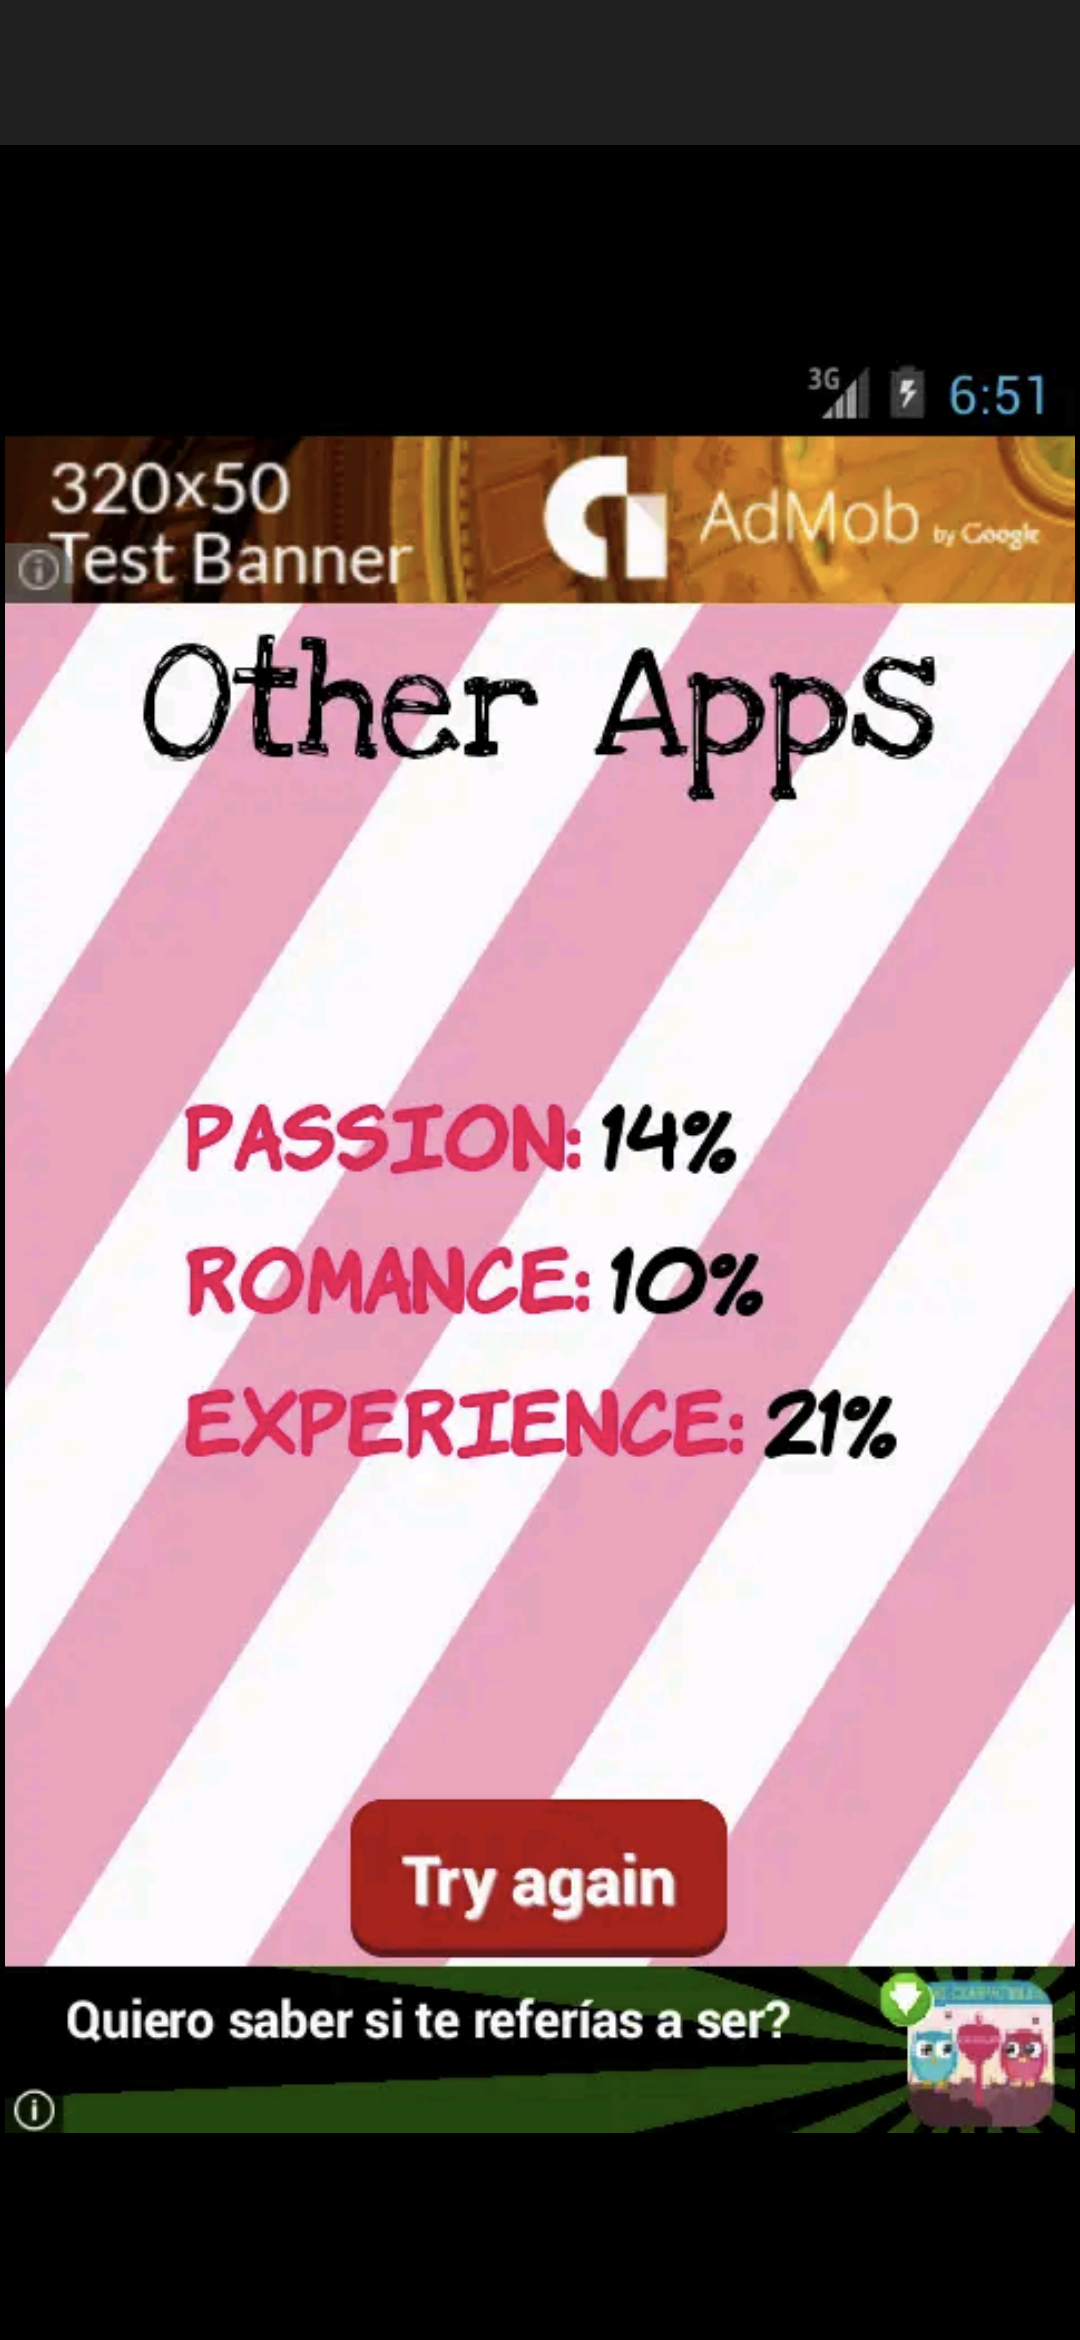 3G 6:51
320x50
Test Banner
AdMob by Google
Other Apps
PASSION: 14%
ROMANCE: 10%
EXPERIENCE: 21%
Try again
Quiero saber si te referías a ser?